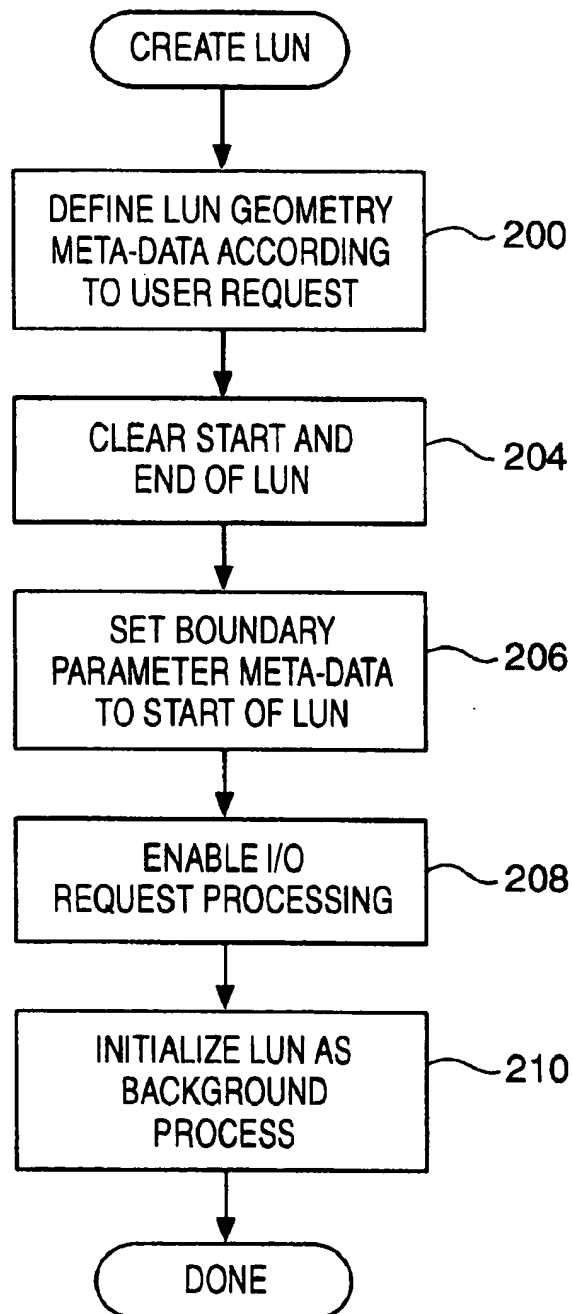 CREATE LUN
DEFINE LUN GEOMETRY
META-DATA ACCORDING
TO USER REQUEST
200
CLEAR START AND
END OF LUN
204
SET BOUNDARY
PARAMETER META-DATA
TO START OF LUN
206
ENABLE I/O
REQUEST PROCESSING
208
INITIALIZE LUN AS
BACKGROUND
PROCESS
210
DONE